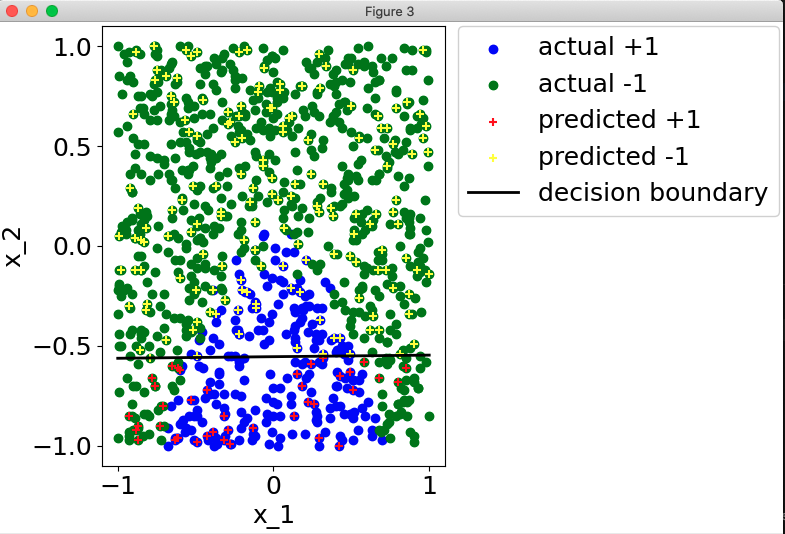 Figure 3
actual +1
actual -1
predicted +1
predicted -1
decision boundary
1.0
0.5
0.0
−0.5
−1.0
x_2
−1
0
1
x_1